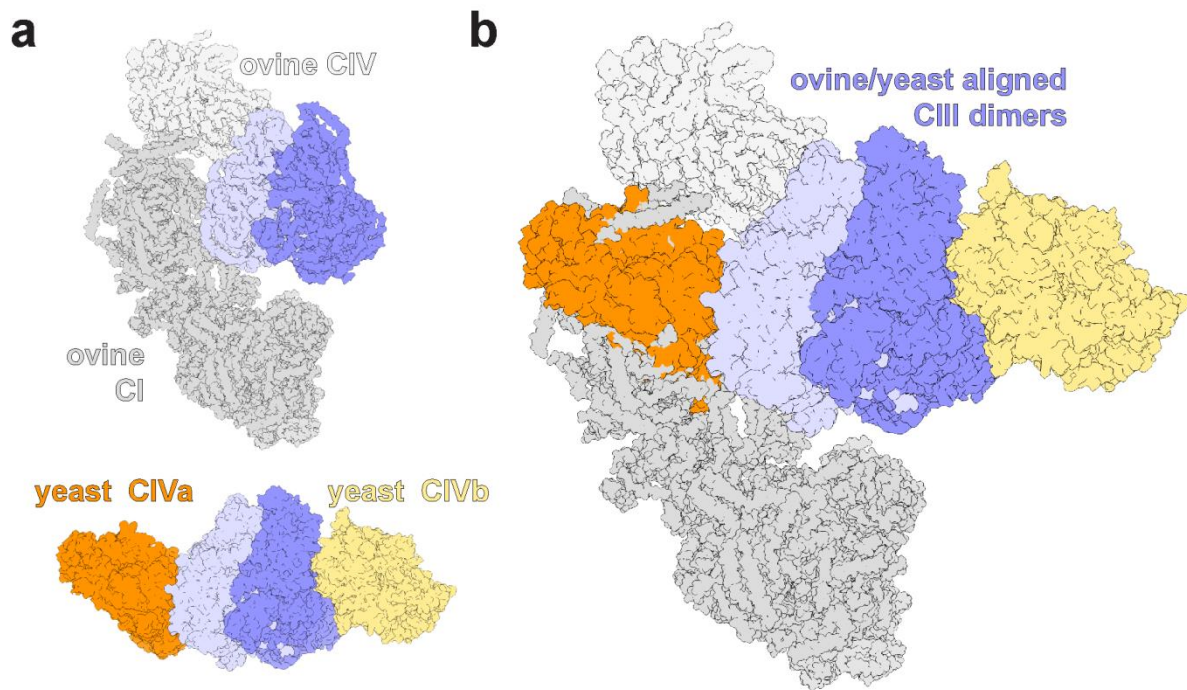 a
ovine CIV
ovine
CI
yeast CIVa
yeast CIVb
b
ovine/yeast aligned
CIII dimers